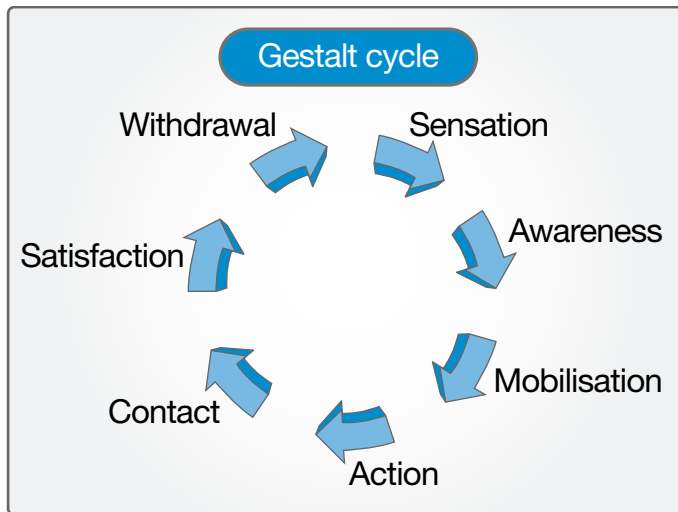 Gestalt cycle
Withdrawal
Sensation
Awareness
Satisfaction
Mobilisation
Contact
Action